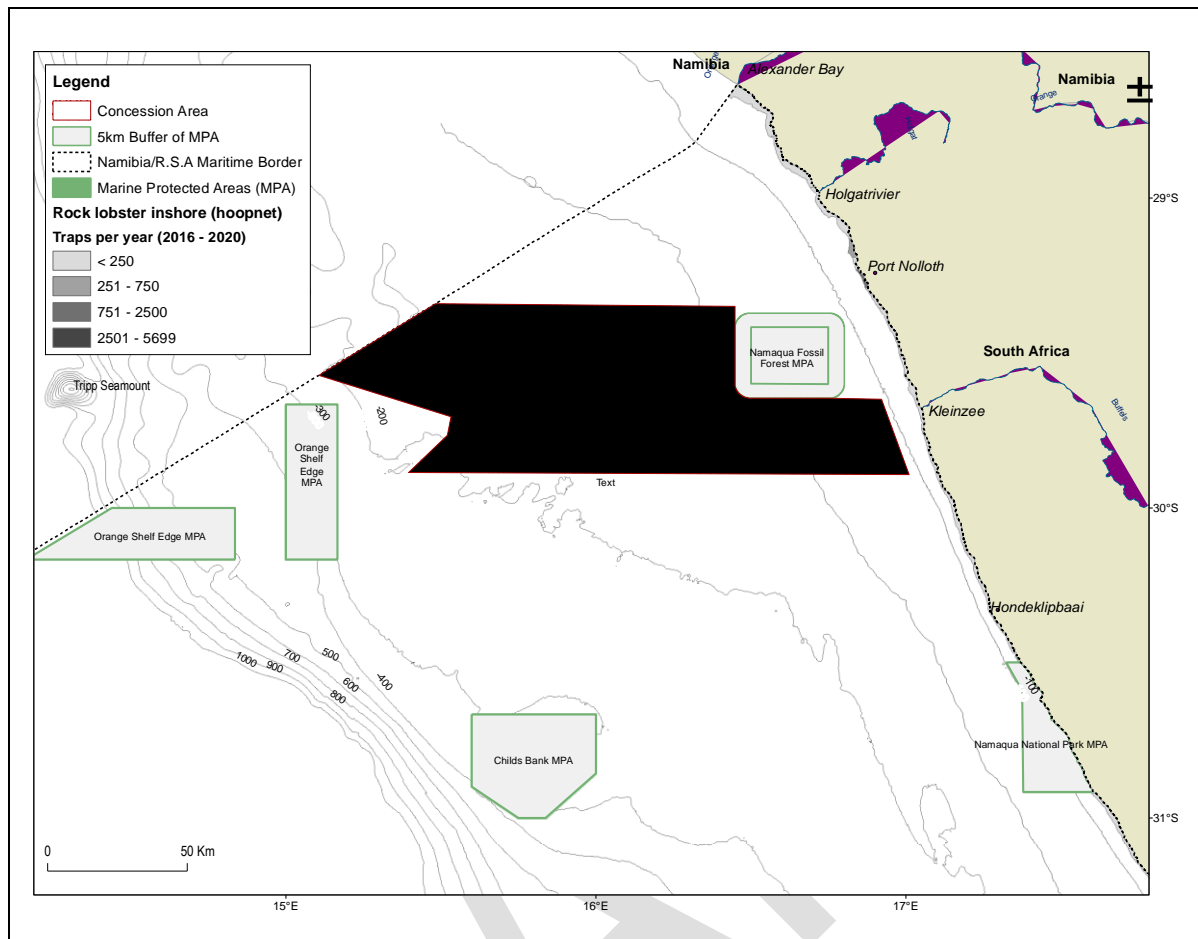 Legend
Concession Area
5km Buffer of MPA
Namibia/R.S.A Maritime Border
Marine Protected Areas (MPA)
Rock lobster inshore (hoopnet)
Traps per year (2016 - 2020)
< 250
251 - 750
751 - 2500
2501 - 5699
Namibia
Alexander Bay
Namibia
Orange
Holgatrivier
29°S
Port Nolloth
Namaqua Fossil
Forest MPA
South Africa
Tripp Seamount
Kleinzee
Buffels
-300
-200
Orange
Shelf
Edge
MPA
Text
30°S
Orange Shelf Edge MPA
Hondeklipbaai
1000
900
700
800
600
500
-400
-100
Namaqua National Park MPA
Childs Bank MPA
31°S
0
50 Km
15°E
16°E
17°E